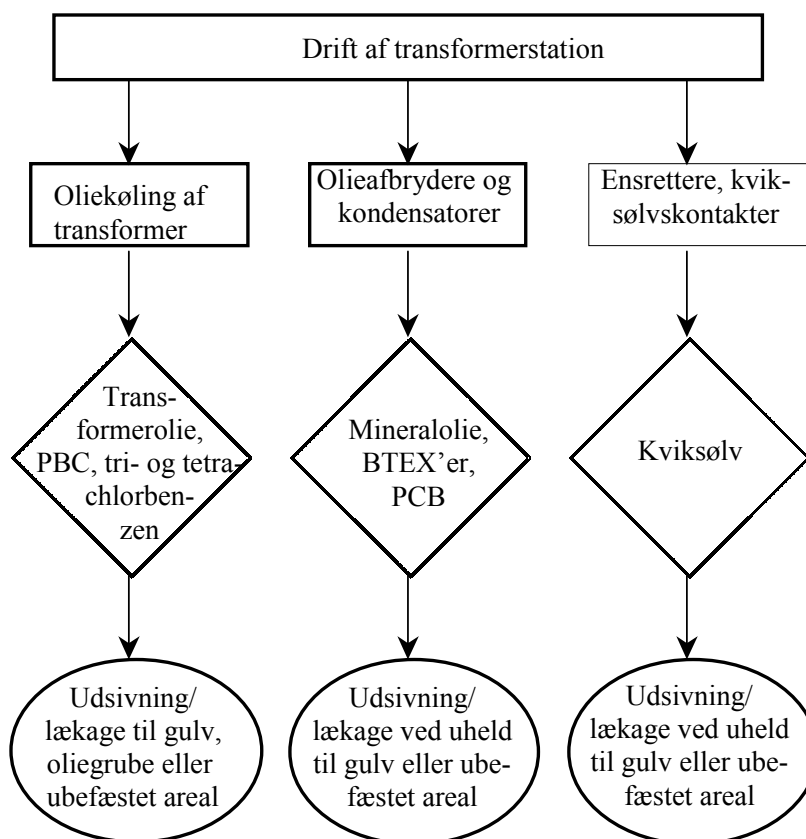 Drift af transformerstation
Oliekøling af
transformer
Olieafbrydere og
kondensatorer
Ensrettere, kvik-
sølvskontakter
Trans-
formerolie,
PBC, tri- og tetra-
chlorben-
zen
Mineralolie,
BTEX’er,
PCB
Kviksølv
Udsivning/
lækage til gulv,
oliegrube eller
ubefæstet areal
Udsivning/
lækage ved uheld
til gulv eller ube-
fæstet areal
Udsivning/
lækage ved uheld
til gulv eller ube-
fæstet areal